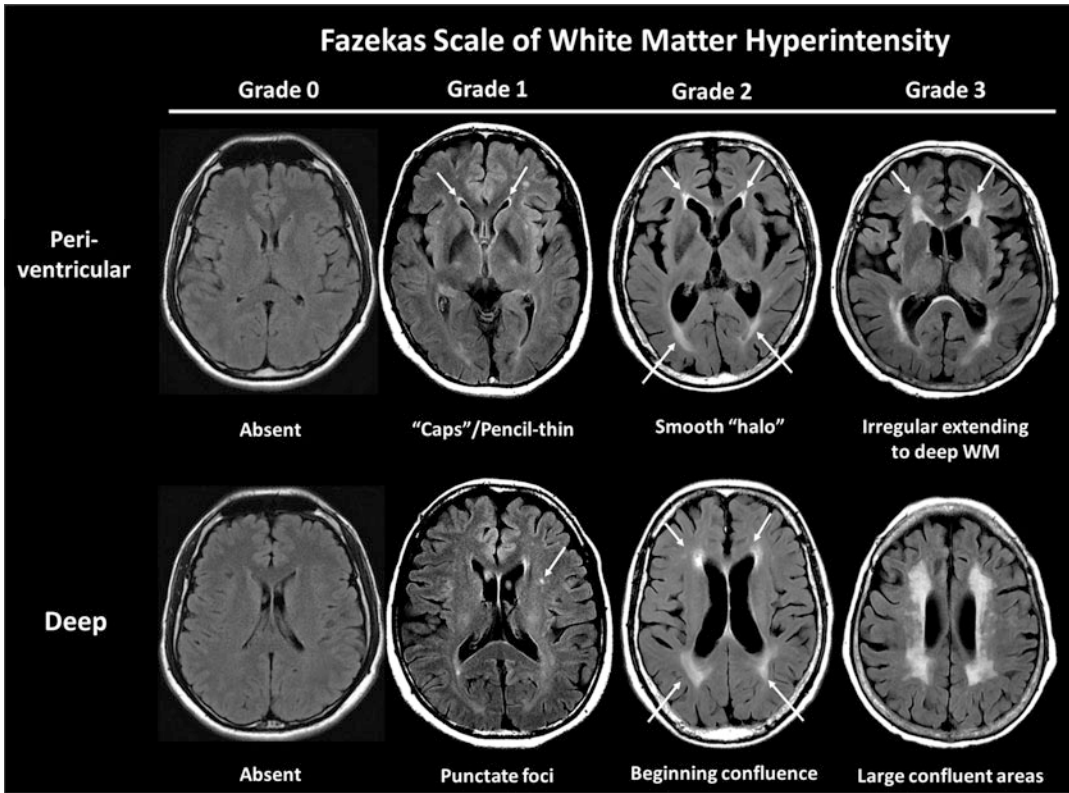 Fazekas Scale of White Matter Hyperintensity
Grade 0
Grade 1
Grade 2
Grade 3
Peri-
ventricular
Absent
“Caps”/Pencil-thin
Smooth “halo”
Irregular extending
to deep WM
Deep
Absent
Punctate foci
Beginning confluence
Large confluent areas